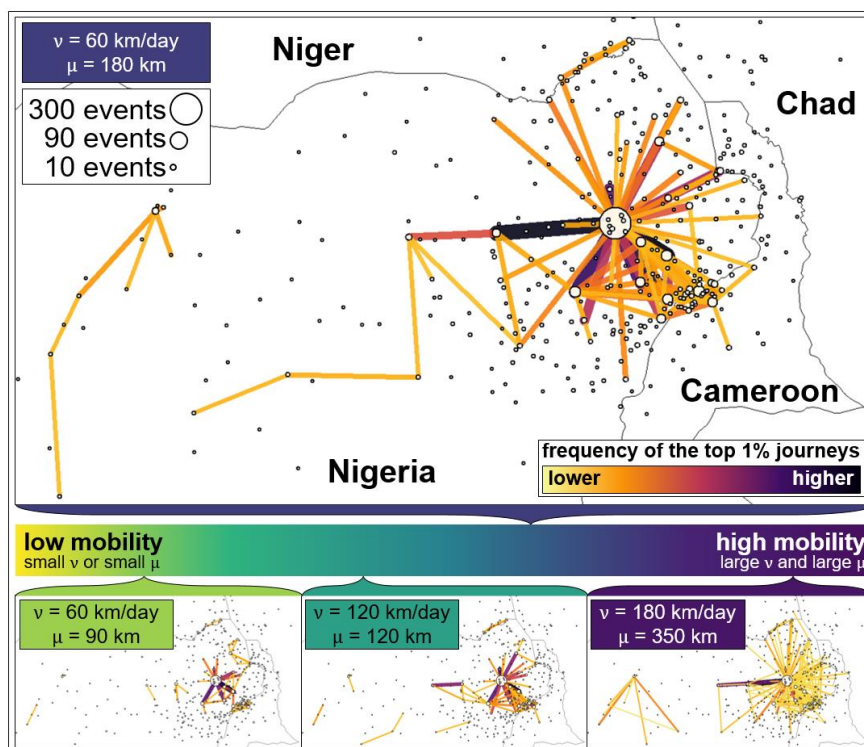 ν = 60 km/day
μ = 180 km
Niger
Chad
300 events
90 events
10 events
Cameroon
Nigeria
frequency of the top 1% journeys
lower higher
low mobility high mobility
small ν or small μ large ν and large μ
ν = 60 km/day
μ = 90 km
ν = 120 km/day
μ = 120 km
ν = 180 km/day
μ = 350 km